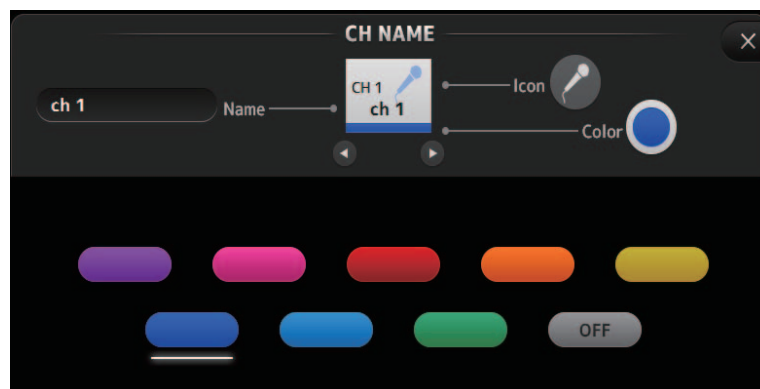 CH NAME
ch 1
Name
CH 1
ch 1
Icon
Color
OFF